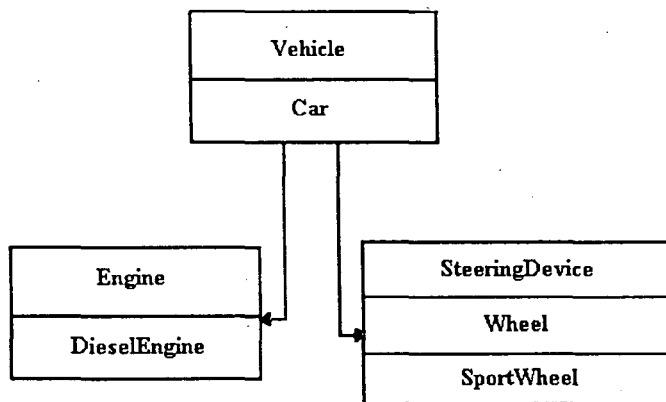 Vehicle
Car
Engine
SteeringDevice
Wheel
DieselEngine
SportWheel